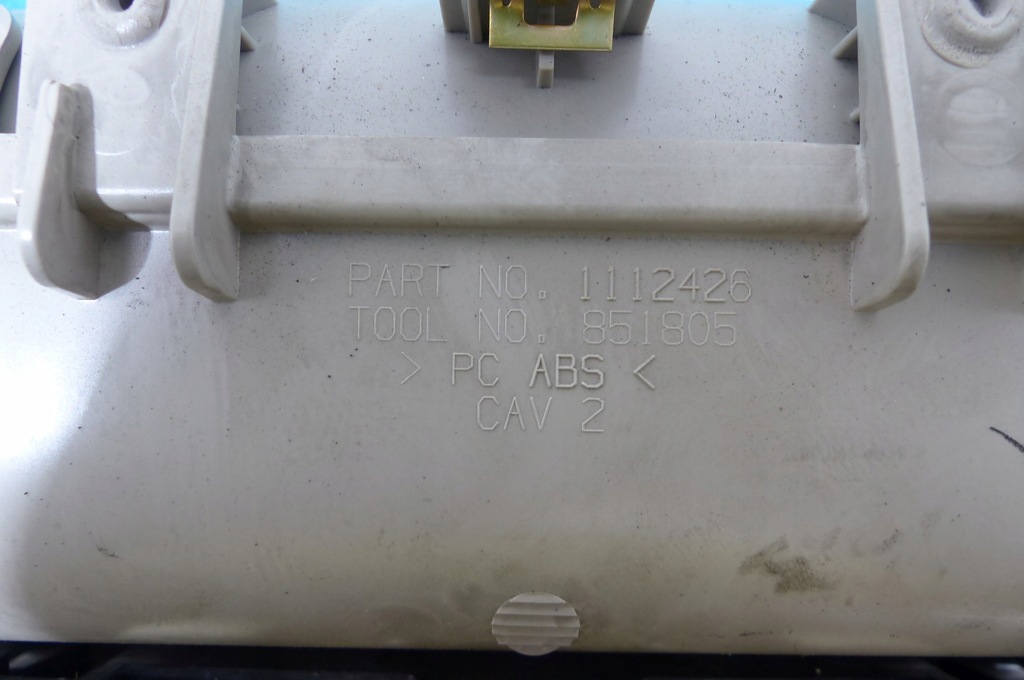 PART NO. 1112426
TOOL NO. 851805
> PC ABS <
CAV 2